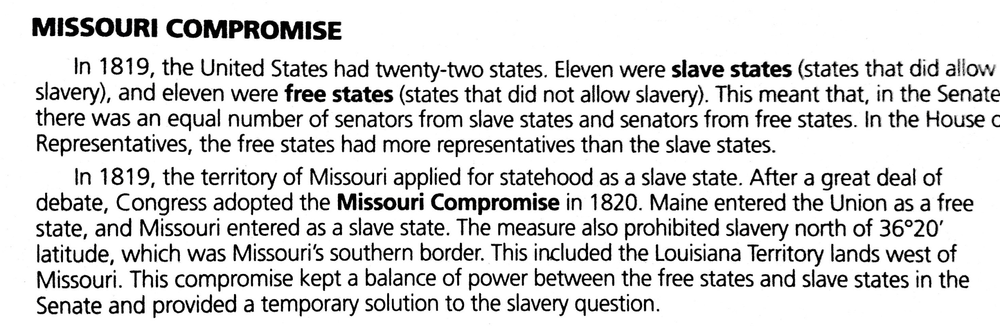 MISSOURI COMPROMISE
In 1819, the United States had twenty-two states. Eleven were slave states (states that did allow
slavery), and eleven were free states (states that did not allow slavery). This meant that, in the Senate
there was an equal number of senators from slave states and senators from free states. In the House
Representatives, the free states had more representatives than the slave states.
In 1819, the territory of Missouri applied for statehood as a slave state. After a great deal of
debate, Congress adopted the Missouri Compromise in 1820. Maine entered the Union as a free
state, and Missouri entered as a slave state. The measure also prohibited slavery north of 36°20′
latitude, which was Missouri's southern border. This included the Louisiana Territory lands west of
Missouri. This compromise kept a balance of power between the free states and slave states in the
Senate and provided a temporary solution to the slavery question.